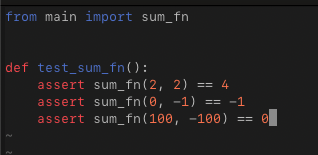 from main import sum_fn
def test_sum_fn():
    assert sum_fn(2, 2) == 4
    assert sum_fn(0, -1) == -1
    assert sum_fn(100, -100) == 0
~
~